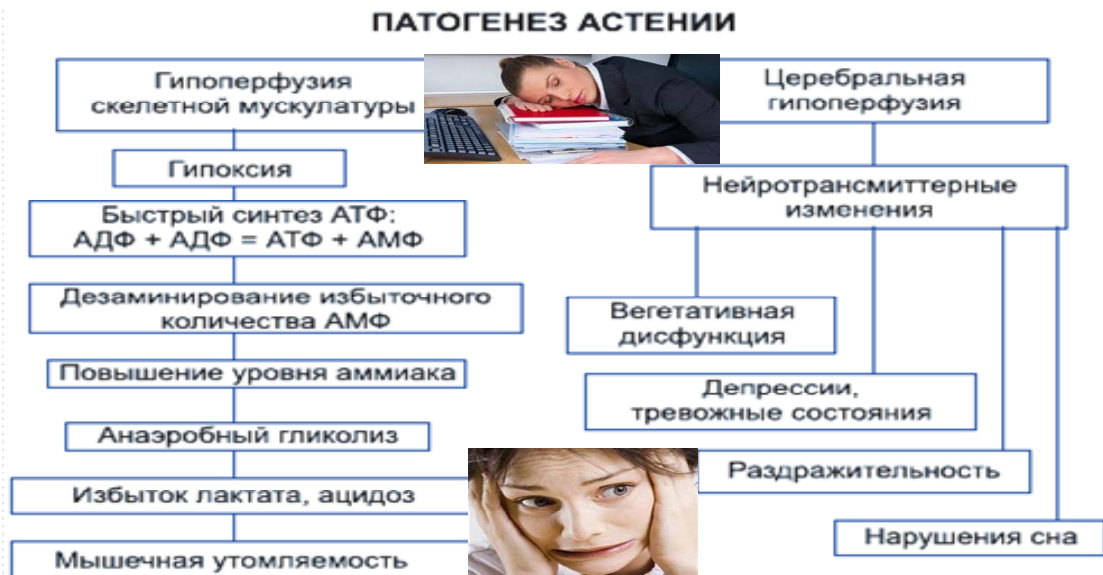 ПАТОГЕНЕЗ АСТЕНИИ
Гипоперфузия
скелетной мускулатуры
Гипоксия
Быстрый синтез АТФ:
АДФ + АДФ = АТФ + АМФ
Дезаминирование избыточного
количества АМФ
Повышение уровня аммиака
Анаэробный гликолиз
Избыток лактата, ацидоз
Мышечная утомляемость
Церебральная
гипоперфузия
Нейротрансмиттерные
изменения
Вегетативная
дисфункция
Депрессии,
тревожные состояния
Раздражительность
Нарушения сна